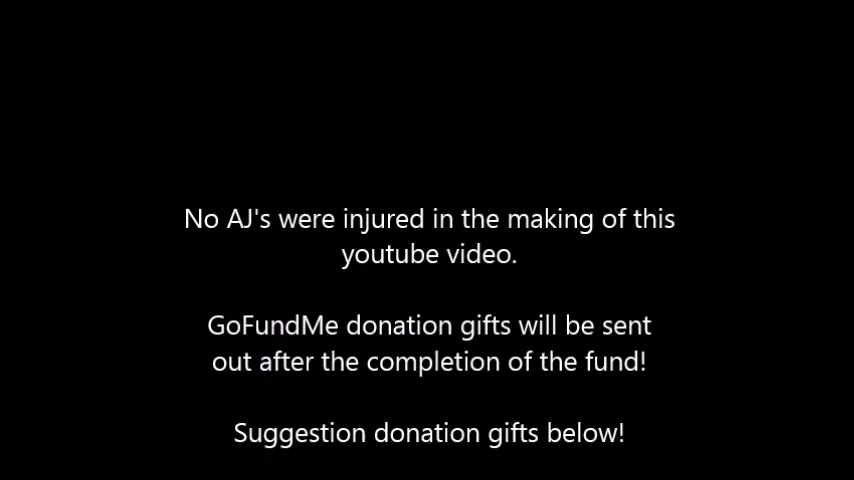 No AJ's were injured in the making of this
youtube video.
GoFundMe donation gifts will be sent
out after the completion of the fund!
Suggestion donation gifts below!